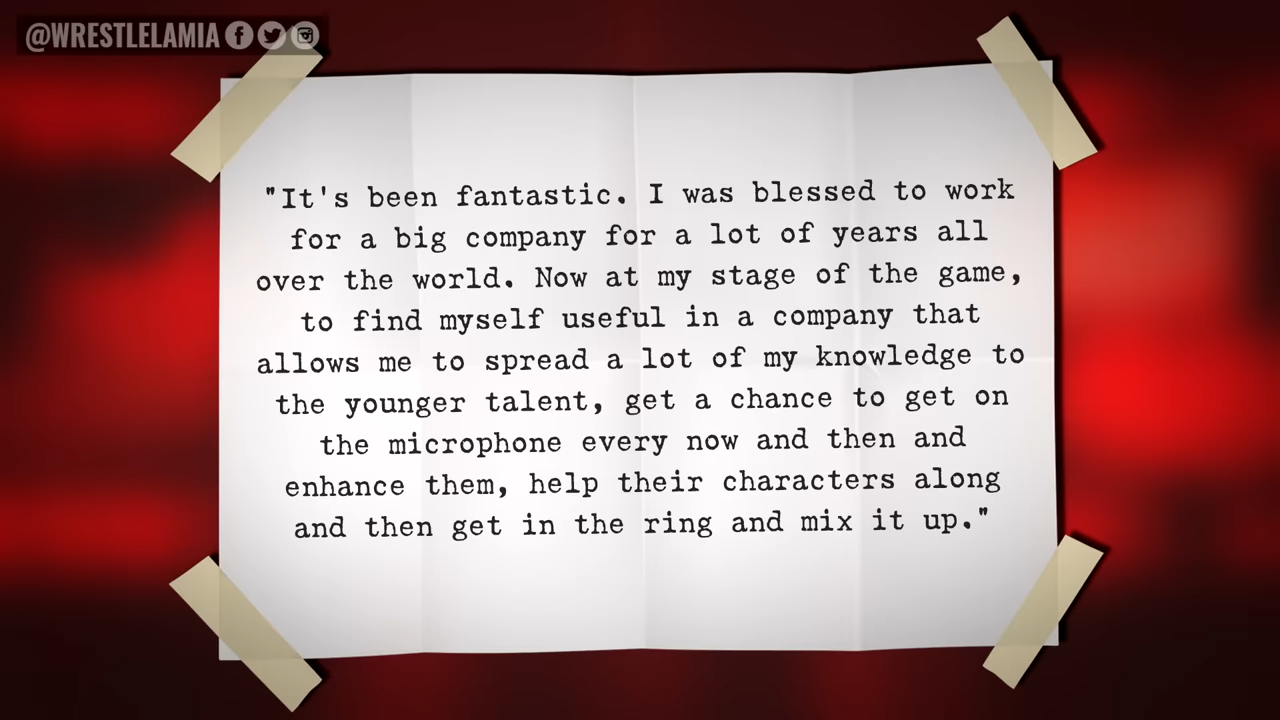 @WRESTLELAMIA
"It's been fantastic. I was blessed to work
for a big company for a lot of years all
over the world. Now at my stage of the game,
to find myself useful in a company that
allows me to spread a lot of my knowledge to
the younger talent, get a chance to get on
the microphone every now and then and
enhance them, help their characters along
and then get in the ring and mix it up."